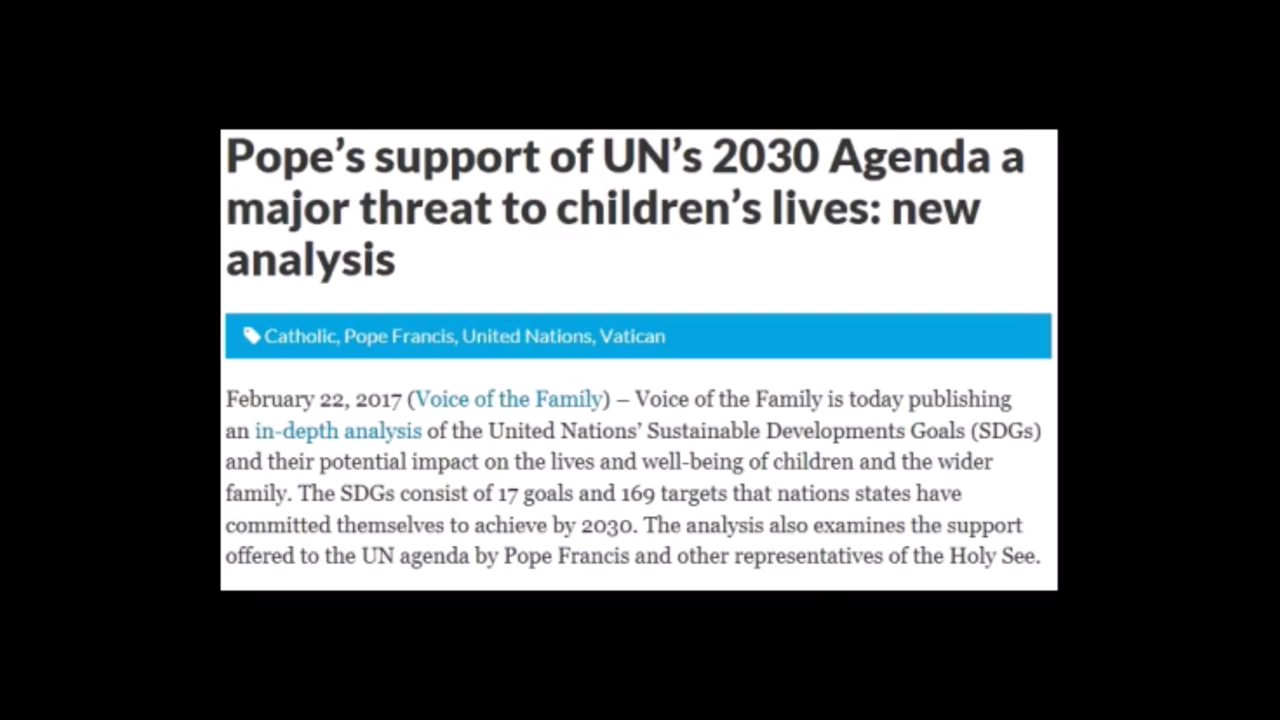 Pope’s support of UN’s 2030 Agenda a
major threat to children’s lives: new
analysis
Catholic, Pope Francis, United Nations, Vatican
February 22, 2017 (Voice of the Family) – Voice of the Family is today publishing
an in-depth analysis of the United Nations’ Sustainable Developments Goals (SDGs)
and their potential impact on the lives and well-being of children and the wider
family. The SDGs consist of 17 goals and 169 targets that nations states have
committed themselves to achieve by 2030. The analysis also examines the support
offered to the UN agenda by Pope Francis and other representatives of the Holy See.